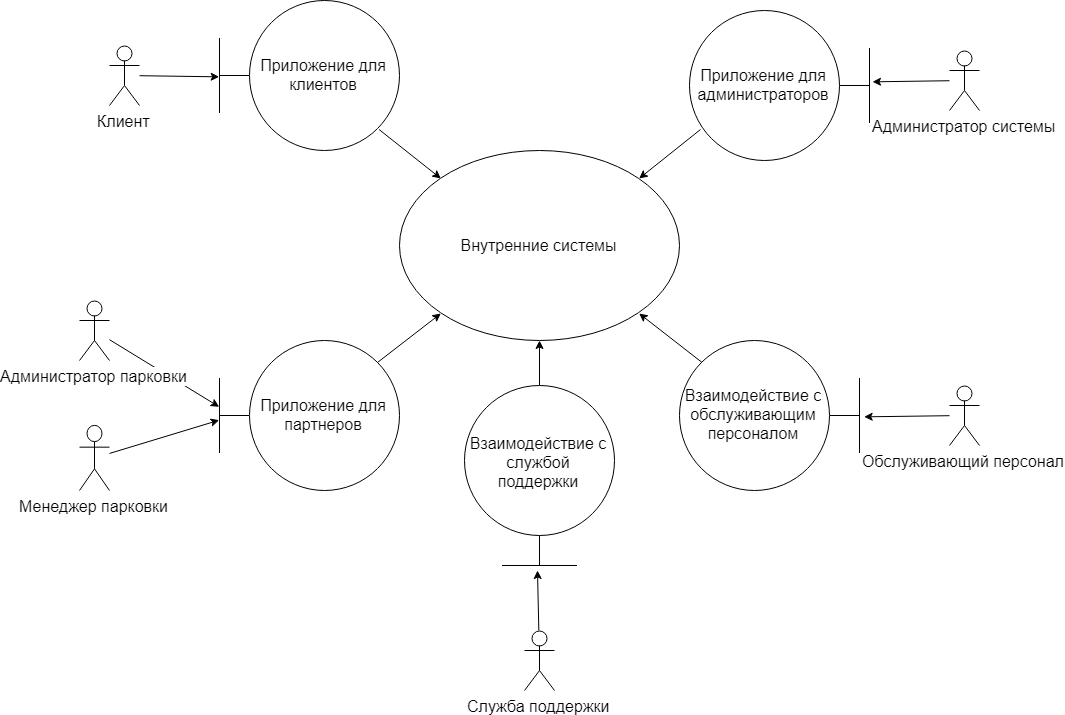 Приложение для
клиентов
Клиент
Приложение для
администраторов
Администратор системы
Внутренние системы
Администратор парковки
Менеджер парковки
Приложение для
партнеров
Взаимодействие с
службой
поддержки
Служба поддержки
Взаимодействие с
обслуживающим
персоналом
Обслуживающий персонал